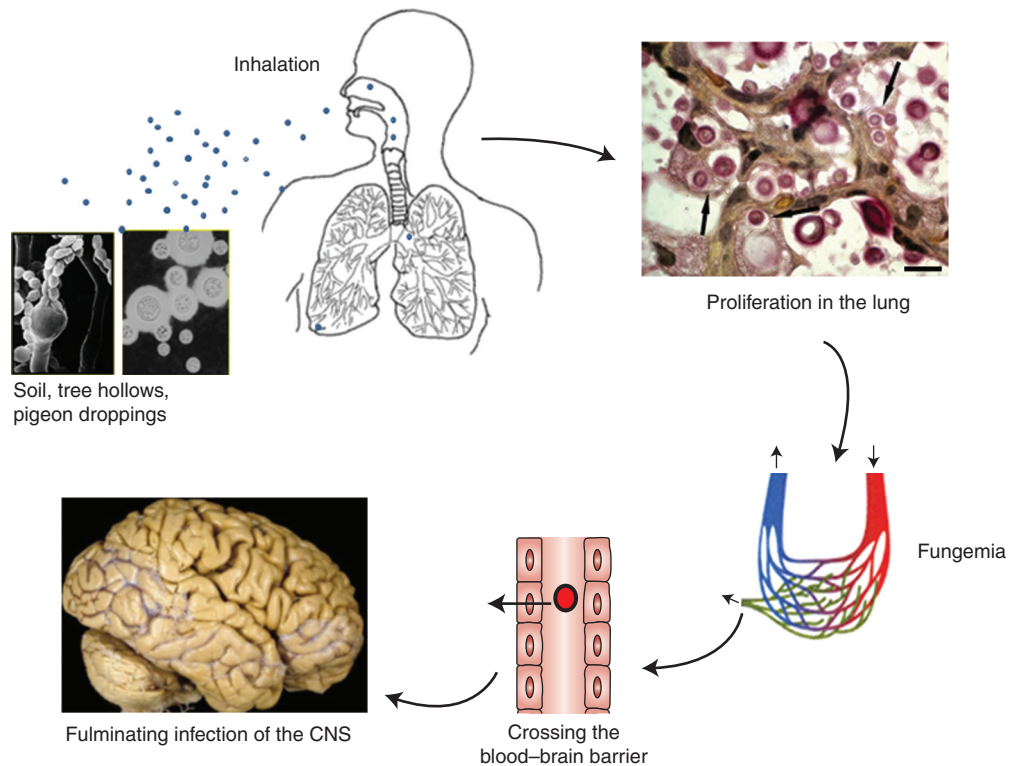 Inhalation
Proliferation in the lung
Soil, tree hollows,
pigeon droppings
Fungemia
Crossing the
blood–brain barrier
Fulminating infection of the CNS